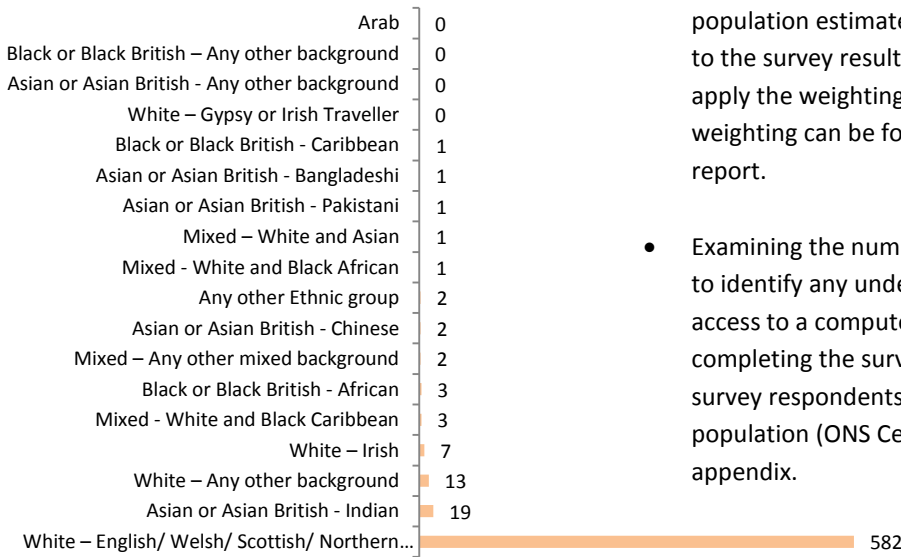 Arab 0
Black or Black British – Any other background 0
Asian or Asian British - Any other background 0
White – Gypsy or Irish Traveller 0
Black or Black British - Caribbean 1
Asian or Asian British - Bangladeshi 1
Asian or Asian British - Pakistani 1
Mixed – White and Asian 1
Mixed - White and Black African 1
Any other Ethnic group 2
Asian or Asian British - Chinese 2
Mixed – Any other mixed background 2
Black or Black British - African 3
Mixed - White and Black Caribbean 3
White – Irish 7
White – Any other background 13
Asian or Asian British - Indian 19
White – English/ Welsh/ Scottish/ Northern... 582
population estimate
to the survey result
apply the weighting
weighting can be fo
report.
• Examining the num
to identify any unde
access to a compute
completing the surv
survey respondents
population (ONS Ce
appendix.